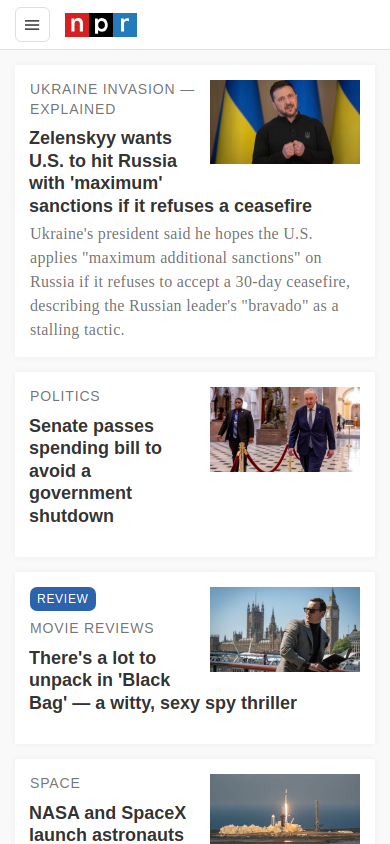 npr
UKRAINE INVASION —
EXPLAINED
Zelenskyy wants
U.S. to hit Russia
with 'maximum'
sanctions if it refuses a ceasefire
Ukraine's president said he hopes the U.S.
applies "maximum additional sanctions" on
Russia if it refuses to accept a 30-day ceasefire,
describing the Russian leader's "bravado" as a
stalling tactic.
POLITICS
Senate passes
spending bill to
avoid a
government
shutdown
REVIEW
MOVIE REVIEWS
There's a lot to
unpack in 'Black
Bag' — a witty, sexy spy thriller
SPACE
NASA and SpaceX
launch astronauts